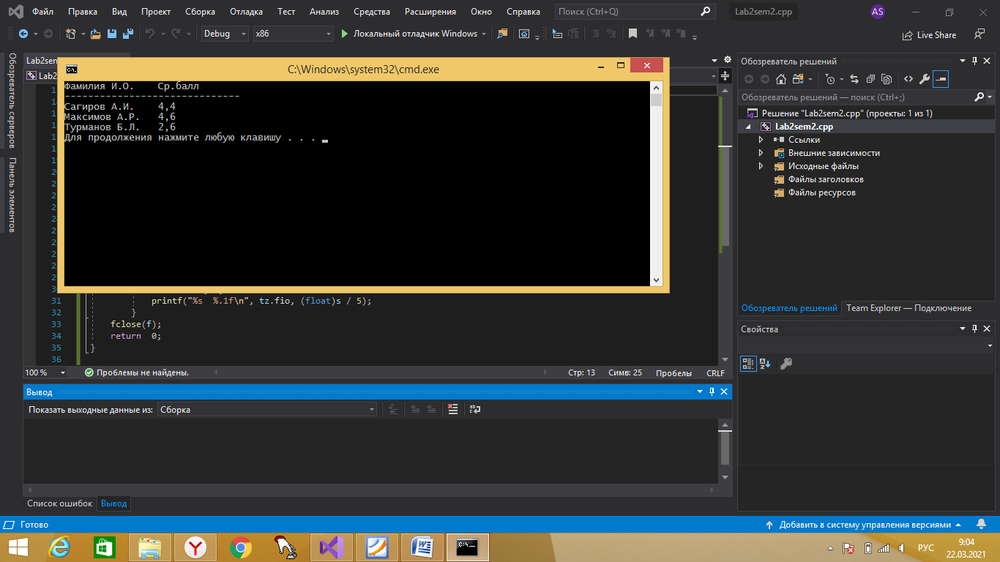 Файл Правка Вид Проект Сборка Отладка Тест Анализ Средства Расширения Окно Справка Поиск (Ctrl+Q) Lab2sem2.cpp AS
Debug x86 Локальный отладчик Windows Live Share
Обозреватель серверов
Панель элементов
Lab2sem
Lab2
C:\Windows\system32\cmd.exe
Фамилия И.О. Ср.балл
------------------------------
Сагиров А.И. 4,4
Максимов А.Р. 4,6
Турманов Б.Л. 2,6
Для продолжения нажмите любую клавишу . . .
31 printf("%s %.1f\n", tz.fio, (float)s / 5);
32 }
33 fclose(f);
34 return 0;
35 }
36
100 % Проблемы не найдены. Стр: 13 Симв: 25 Пробелы CRLF
Вывод
Показать выходные данные из: Сборка
Список ошибок Вывод
Обозреватель решений
Обозреватель решений — поиск (Ctrl+;)
Решение "Lab2sem2.cpp" (проекты: 1 из 1)
Lab2sem2.cpp
Ссылки
Внешние зависимости
Исходные файлы
Файлы заголовков
Файлы ресурсов
Обозреватель решений Team Explorer — Подключение
Свойства
Готово Добавить в систему управления версиями
РУС 9:04
22.03.2021